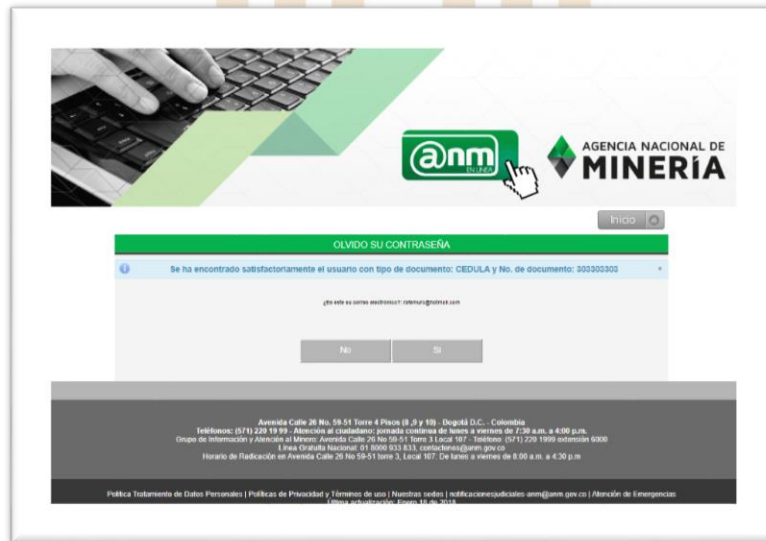 @nm
EN LINEA
AGENCIA NACIONAL DE
MINERÍA
Inicio
OLVIDO SU CONTRASEÑA
Se ha encontrado satisfactoriamente el usuario con tipo de documento: CEDULA y No. de documento: 303303303
¿Es este su correo electrónico?:
No
Si
Avenida Calle 26 No. 59-51 Torre 4 Pisos (8 ,9 y 10) - Bogotá D.C. - Colombia
Teléfonos: (571) 220 19 99 - Atención al ciudadano: jornada continua de lunes a viernes de 7:30 a.m. a 4:00 p.m.
Grupo de Información y Atención al Minero: Avenida Calle 26 No 59-51 Torre 3 Local 107 - Teléfono: (571) 220 1999 extensión 6000
Línea Gratuita Nacional: 01 8000 933 833, contactenos@anm.gov.co
Horario de Radicación en Avenida Calle 26 No 59-51 torre 3, Local 107: De lunes a viernes de 8:00 a.m. a 4:30 p.m
Política Tratamiento de Datos Personales | Políticas de Privacidad y Términos de uso | Nuestras sedes | notificacionesjudiciales-anm@anm.gov.co | Atención de Emergencias
Última actualización: Enero 18 de 2018